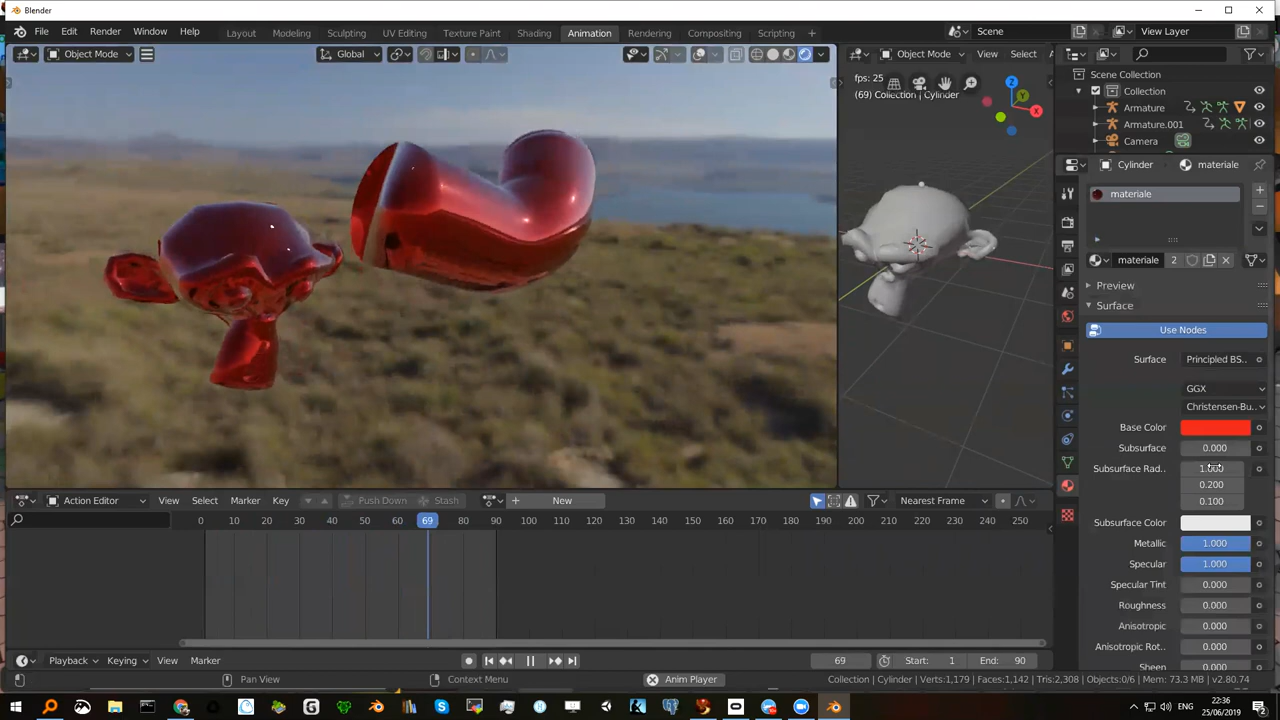 Blender
File Edit Render Window Help Layout Modeling Sculpting UV Editing Texture Paint Shading Animation Rendering Compositing Scripting + Scene View Layer
Object Mode Global Object Mode View Select
fps: 25
(69) Collection | Cylinder
Z
Y
X
Scene Collection
Collection
Armature
Armature.001
Camera
Cylinder materiale
materiale
materiale 2
Preview
Surface
Use Nodes
Surface Principled BS..
GGX
Christensen-Bu..
Base Color
Subsurface 0.000
Subsurface Rad..
0.200
0.100
Subsurface Color
Metallic 1.000
Specular 1.000
Specular Tint 0.000
Roughness 0.000
Anisotropic 0.000
Anisotropic Rot.. 0.000
Sheen 0.000
Action Editor View Select Marker Key Push Down Stash + New Nearest Frame
0 10 20 30 40 50 60 69 80 90 100 110 120 130 140 150 160 170 180 190 200 210 220 230 240 250
Playback Keying View Marker 69 Start: 1 End: 90
Pan View Context Menu Anim Player Collection | Cylinder | Verts:1,179 | Faces:1,142 | Tris:2,308 | Objects:0/6 | Mem: 73.3 MB | v2.80.74
ENG
22:36
25/06/2019